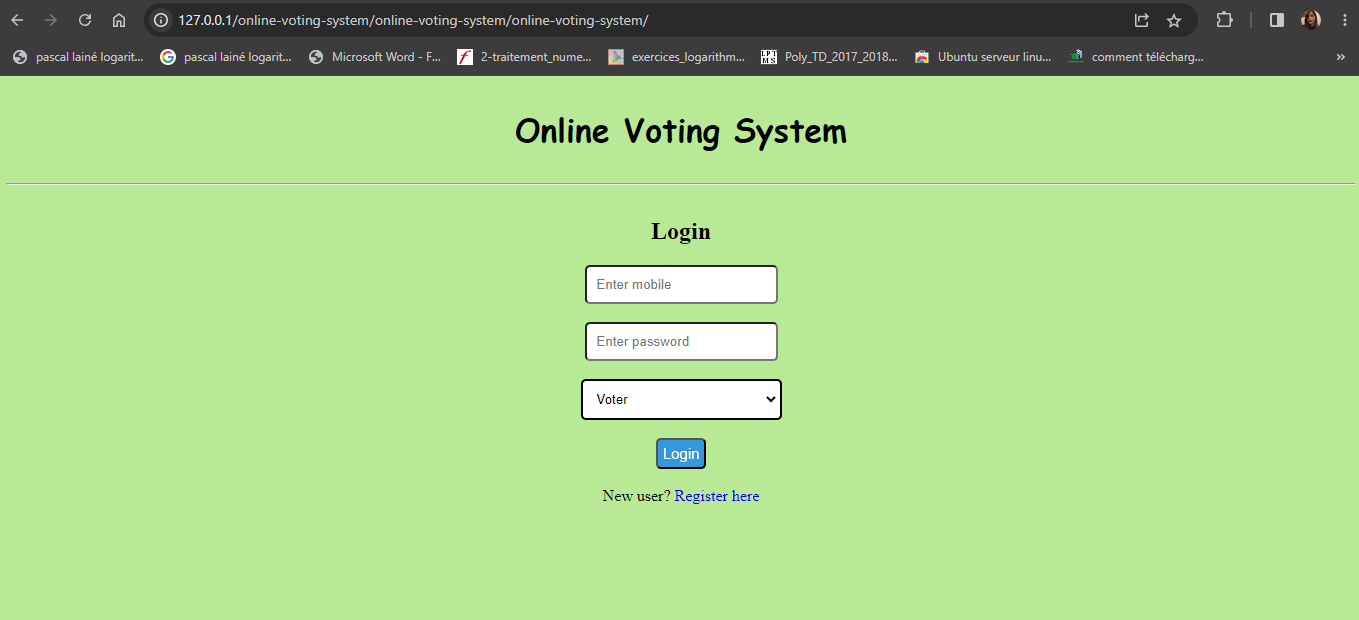 127.0.0.1/online-voting-system/online-voting-system/online-voting-system/
pascal lainé logarit... pascal lainé logarit... Microsoft Word - F... 2-traitement_nume... exercices_logarithm... LPT MS Poly_TD_2017_2018... Ubuntu serveur linu... comment télécharg... »
Online Voting System
Login
Enter mobile
Enter password
Voter
Login
New user? Register here